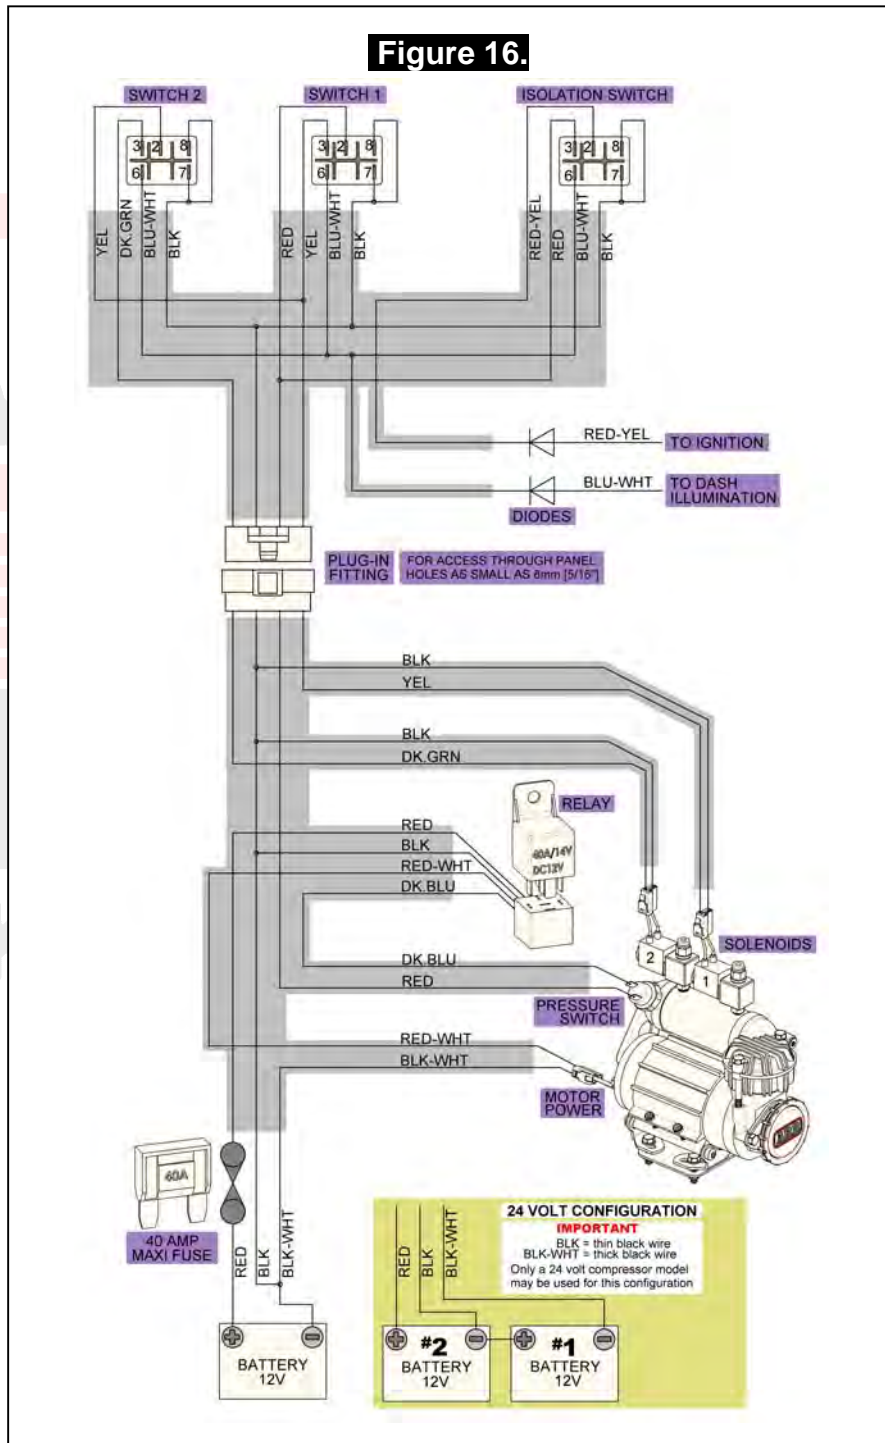 Figure 16.
SWITCH 2
SWITCH 1
ISOLATION SWITCH
3 2 8
6 7
3 2 8
6 7
3 2 8
6 7
YEL
DK.GRN
BLU-WHT
BLK
RED
YEL
BLU-WHT
BLK
RED-YEL
RED
BLU-WHT
BLK
RED-YEL
TO IGNITION
BLU-WHT
TO DASH
ILLUMINATION
DIODES
PLUG-IN
FITTING
FOR ACCESS THROUGH PANEL
HOLES AS SMALL AS 8mm [5/16"]
BLK
YEL
BLK
DK.GRN
RELAY
40A/14V
DC12V
RED
BLK
RED-WHT
DK.BLU
SOLENOIDS
2
1
DK.BLU
RED
PRESSURE
SWITCH
RED-WHT
BLK-WHT
MOTOR
POWER
40A
40 AMP
MAXI FUSE
RED
BLK
BLK-WHT
BATTERY
12V
24 VOLT CONFIGURATION
IMPORTANT
BLK = thin black wire
BLK-WHT = thick black wire
Only a 24 volt compressor model
may be used for this configuration
RED
BLK
BLK-WHT
#2
BATTERY
12V
#1
BATTERY
12V